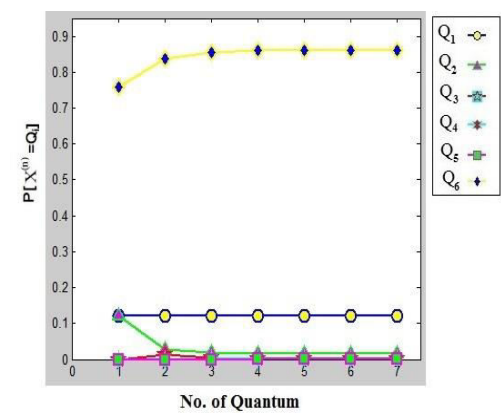 0.9
0.8
0.7
0.6
0.5
0.4
0.3
0.2
0.1
0
0 1 2 3 4 5 6 7
P[X⁽ⁿ⁾ =Qᵢ]
No. of Quantum
Q₁
Q₂
Q₃
Q₄
Q₅
Q₆